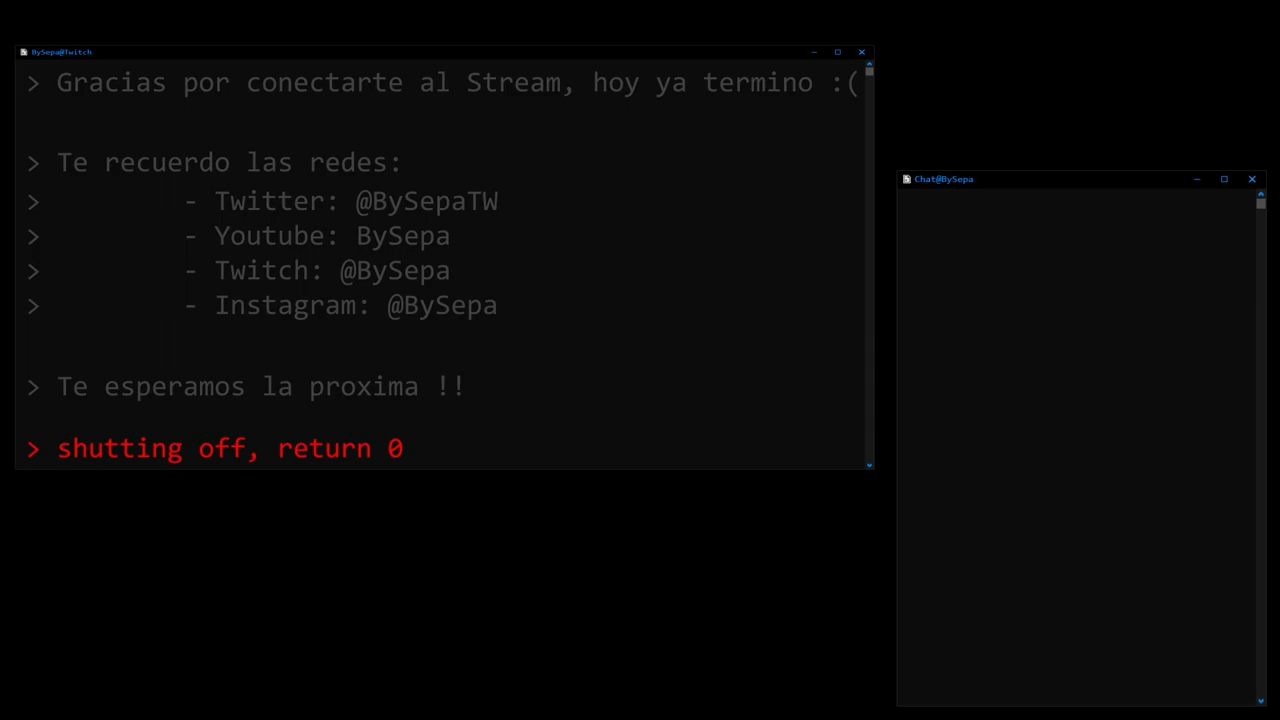 BySepa@Twitch
> Gracias por conectarte al Stream, hoy ya termino :(
> Te recuerdo las redes:
> - Twitter: @BySepaTW
> - Youtube: BySepa
> - Twitch: @BySepa
> - Instagram: @BySepa
> Te esperamos la proxima !!
> shutting off, return 0
Chat@BySepa